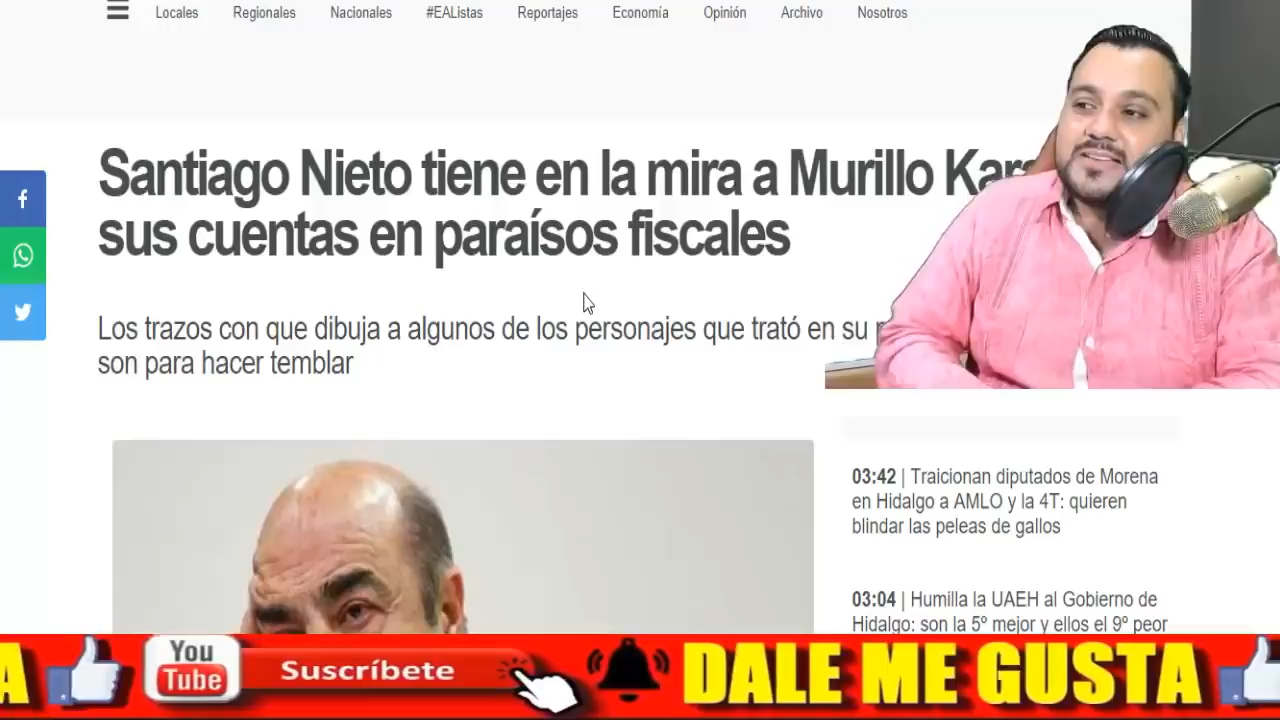 Locales Regionales Nacionales #EAListas Reportajes Economía Opinión Archivo Nosotros
Santiago Nieto tiene en la mira a Murillo
sus cuentas en paraísos fiscales
Los trazos con que dibuja a algunos de los personajes que trató en su
son para hacer temblar
03:42 | Traicionan diputados de Morena
en Hidalgo a AMLO y la 4T: quieren
blindar las peleas de gallos
03:04 | Humilla la UAEH al Gobierno de
Hidalgo: son la 5º mejor y ellos el 9º peor
A You Tube Suscríbete DALE ME GUSTA